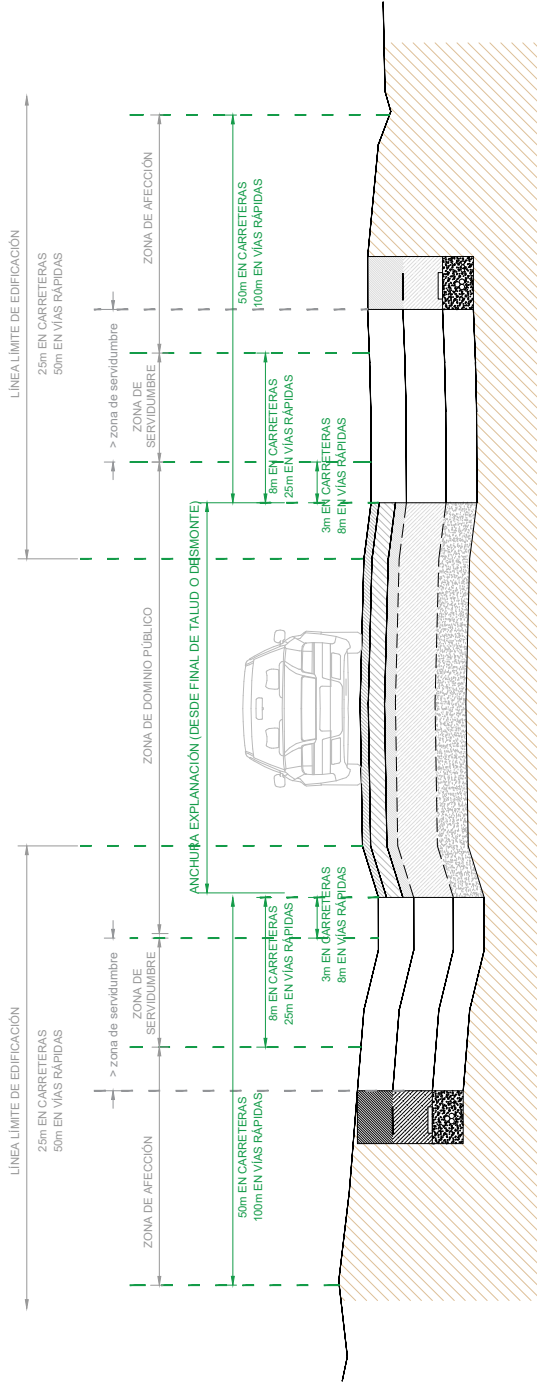 LÍNEA LÍMITE DE EDIFICACIÓN
25m EN CARRETERAS
50m EN VÍAS RÁPIDAS
> zona de servidumbre
ZONA DE AFECCIÓN
ZONA DE
SERVIDUMBRE
50m EN CARRETERAS
100m EN VÍAS RÁPIDAS
8m EN CARRETERAS
25m EN VÍAS RÁPIDAS
3m EN CARRETERAS
8m EN VÍAS RÁPIDAS
ZONA DE DOMINIO PÚBLICO
ANCHURA EXPLANACIÓN (DESDE FINAL DE TALUD O DESMONTE)
LÍNEA LÍMITE DE EDIFICACIÓN
25m EN CARRETERAS
50m EN VÍAS RÁPIDAS
> zona de servidumbre
ZONA DE
SERVIDUMBRE
ZONA DE AFECCIÓN
50m EN CARRETERAS
100m EN VÍAS RÁPIDAS
8m EN CARRETERAS
25m EN VÍAS RÁPIDAS
3m EN CARRETERAS
8m EN VÍAS RÁPIDAS